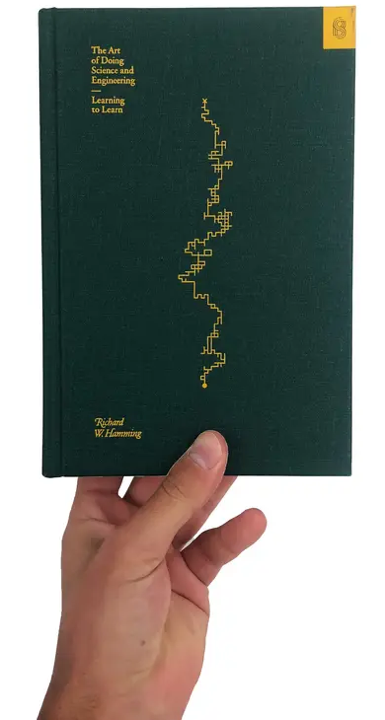 The Art
of Doing
Science and
Engineering
—
Learning
to Learn
Richard
W. Hamming